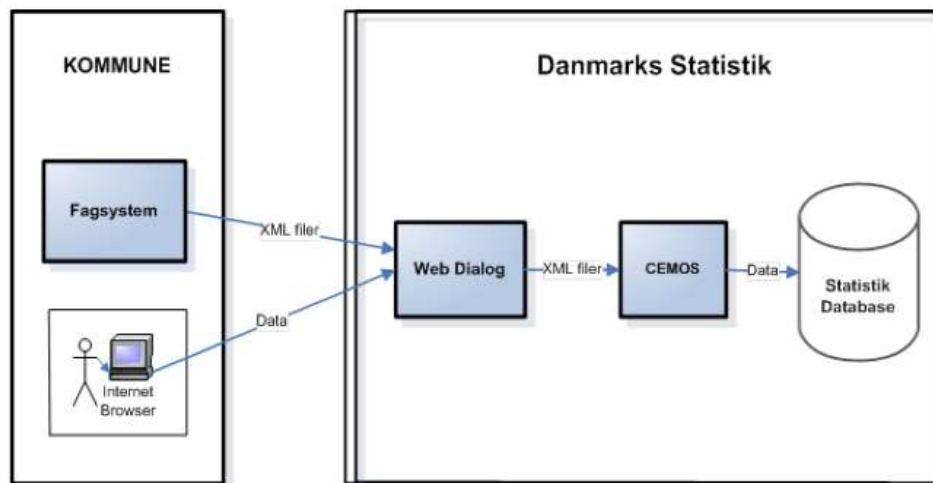 KOMMUNE
Danmarks Statistik
Fagsystem
XML filer
Web Dialog
XML filer
CEMOS
Data
Statistik
Database
Data
Internet
Browser